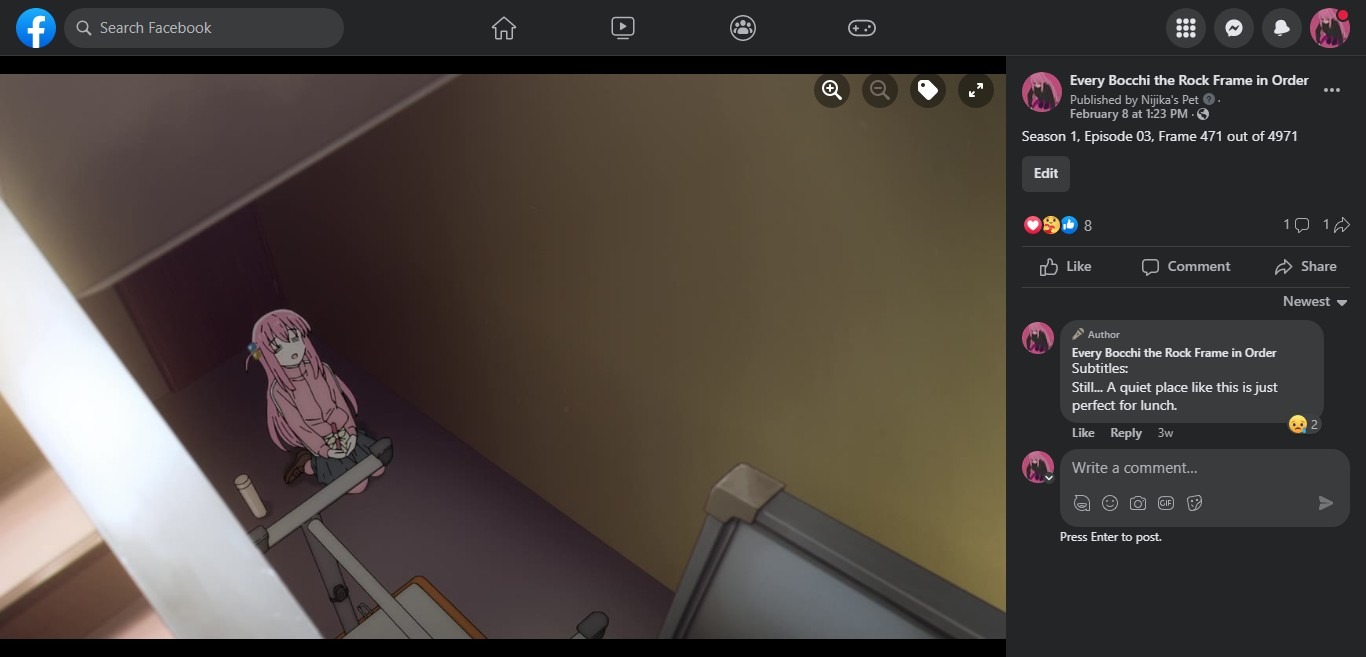 Search Facebook
Every Bocchi the Rock Frame in Order
Published by Nijika's Pet ·
February 8 at 1:23 PM ·
Season 1, Episode 03, Frame 471 out of 4971
Edit
8
1
1
Like
Comment
Share
Newest
Author
Every Bocchi the Rock Frame in Order
Subtitles:
Still... A quiet place like this is just
perfect for lunch.
2
Like Reply 3w
Write a comment...
GIF
Press Enter to post.